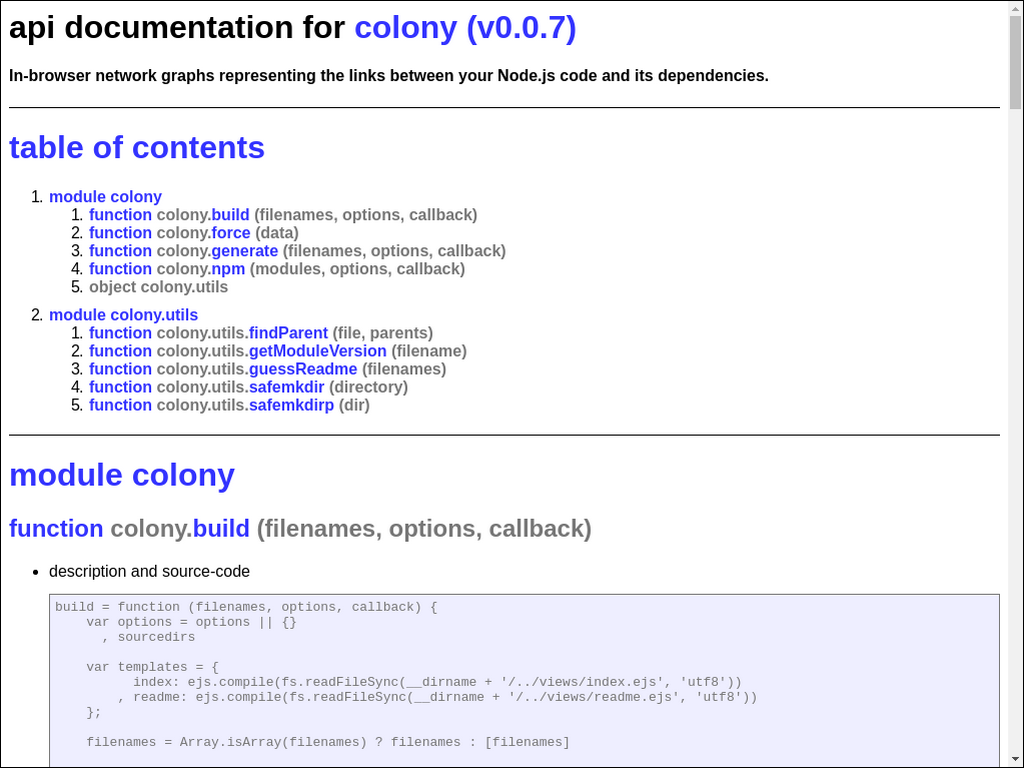 api documentation for colony (v0.0.7)
In-browser network graphs representing the links between your Node.js code and its dependencies.
table of contents
1. module colony
1. function colony.build (filenames, options, callback)
2. function colony.force (data)
3. function colony.generate (filenames, options, callback)
4. function colony.npm (modules, options, callback)
5. object colony.utils
2. module colony.utils
1. function colony.utils.findParent (file, parents)
2. function colony.utils.getModuleVersion (filename)
3. function colony.utils.guessReadme (filenames)
4. function colony.utils.safemkdir (directory)
5. function colony.utils.safemkdirp (dir)
module colony
function colony.build (filenames, options, callback)
• description and source-code
build = function (filenames, options, callback) {
    var options = options || {}
      , sourcedirs
    var templates = {
          index: ejs.compile(fs.readFileSync(__dirname + '/../views/index.ejs', 'utf8'))
        , readme: ejs.compile(fs.readFileSync(__dirname + '/../views/readme.ejs', 'utf8'))
    };
    filenames = Array.isArray(filenames) ? filenames : [filenames]